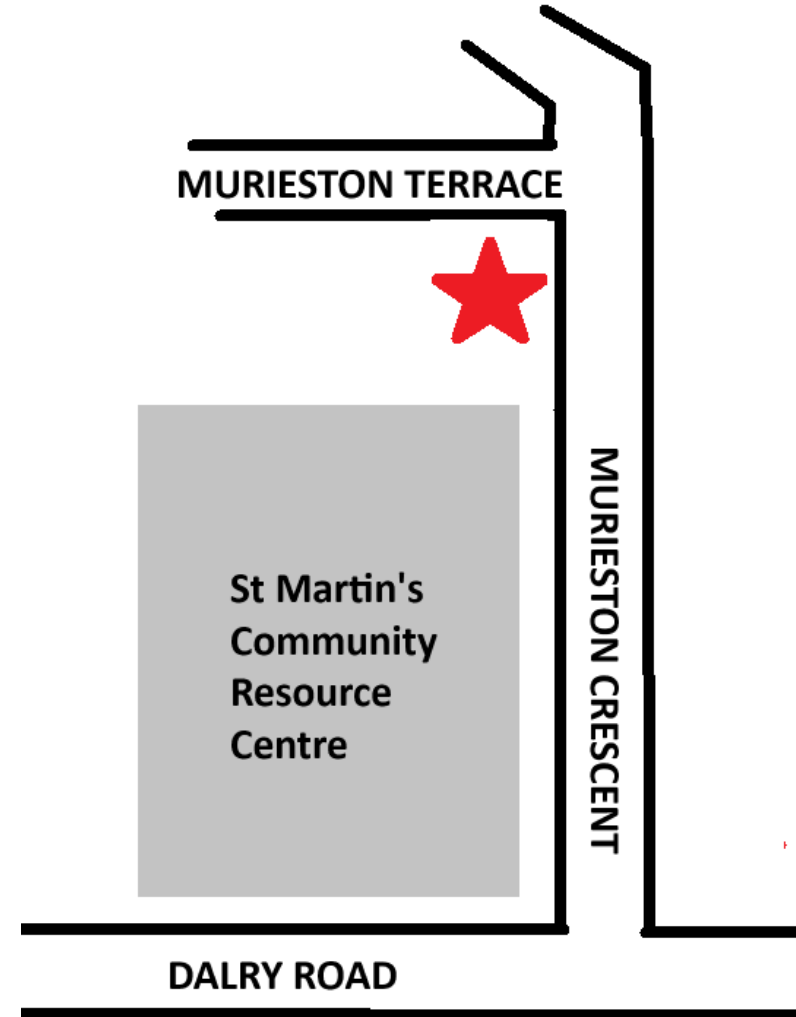 MURIESTON TERRACE
MURIESTON CRESCENT
St Martin's
Community
Resource
Centre
DALRY ROAD